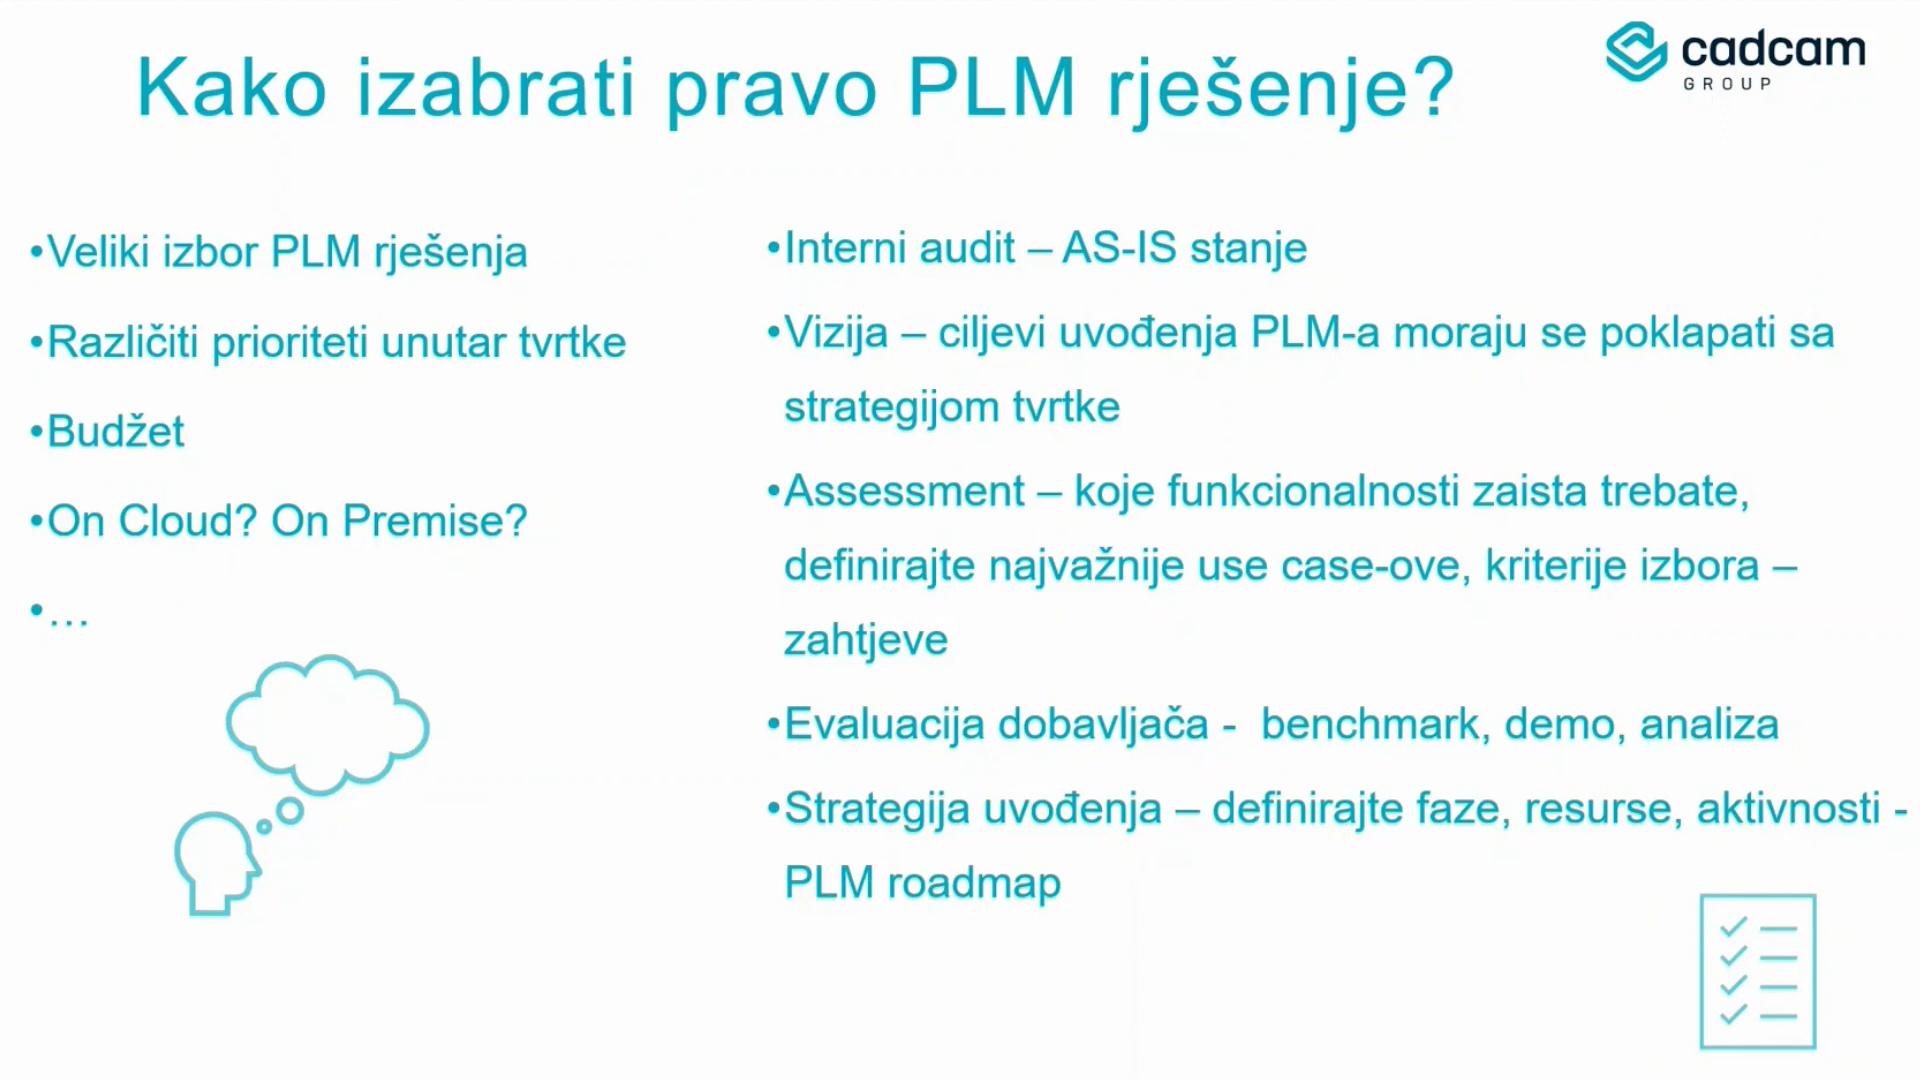 Kako izabrati pravo PLM rješenje?
cadcam
GROUP
•Veliki izbor PLM rješenja
•Različiti prioriteti unutar tvrtke
•Budžet
•On Cloud? On Premise?
•…
•Interni audit – AS-IS stanje
•Vizija – ciljevi uvođenja PLM-a moraju se poklapati sa
strategijom tvrtke
•Assessment – koje funkcionalnosti zaista trebate,
definirajte najvažnije use case-ove, kriterije izbora –
zahtjeve
•Evaluacija dobavljača -  benchmark, demo, analiza
•Strategija uvođenja – definirajte faze, resurse, aktivnosti -
PLM roadmap